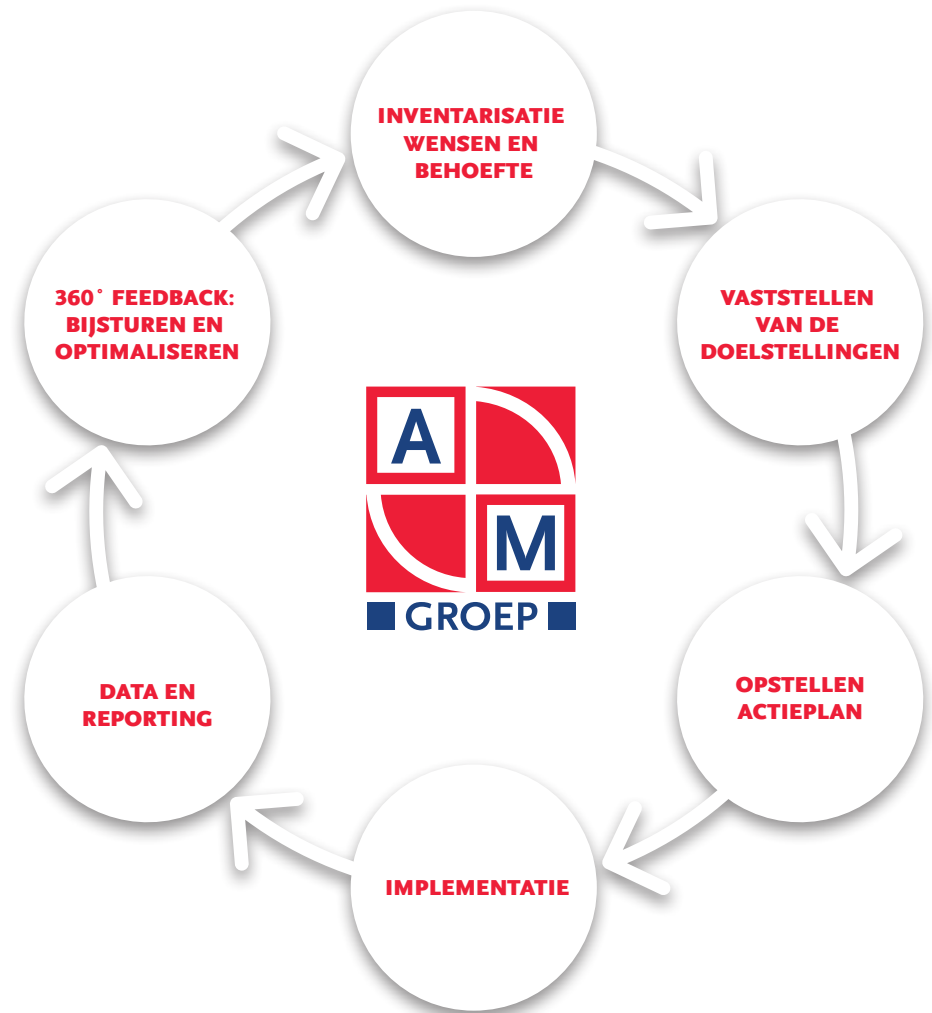 INVENTARISATIE
WENSEN EN
BEHOEFTE
VASTSTELLEN
VAN DE
DOELSTELLINGEN
OPSTELLEN
ACTIEPLAN
IMPLEMENTATIE
DATA EN
REPORTING
360° FEEDBACK:
BIJSTUREN EN
OPTIMALISEREN
A
M
GROEP